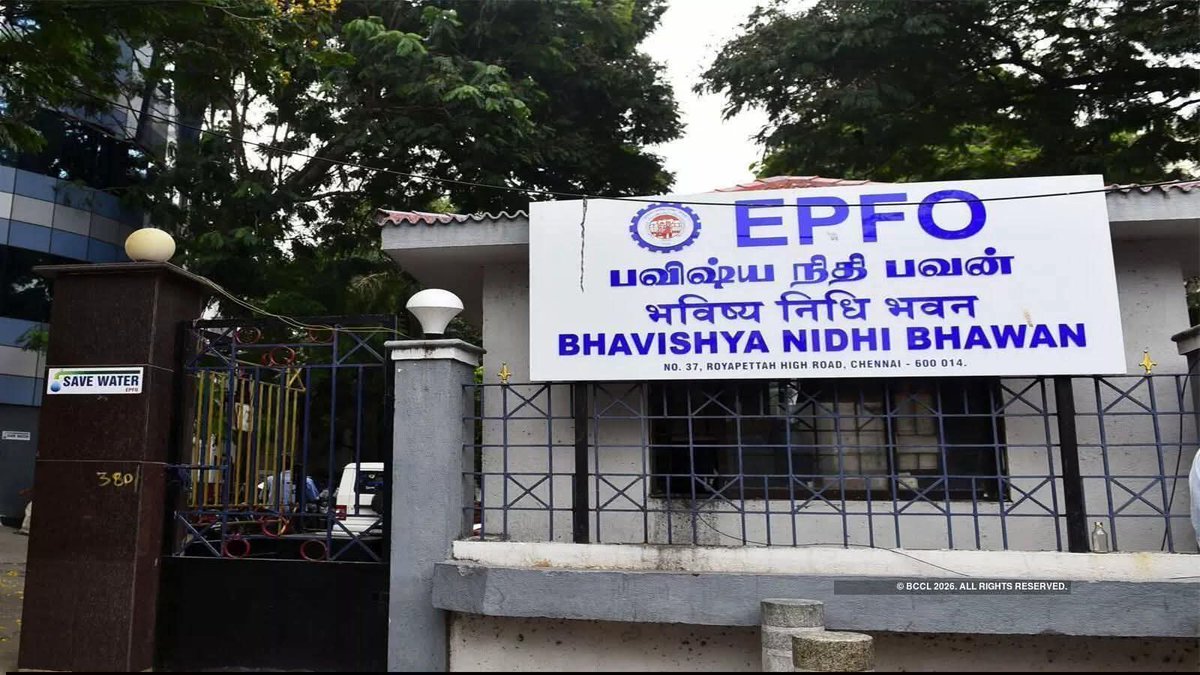 EPFO
பவிஷ்ய நிதி பவன்
भविष्य निधि भवन
BHAVISHYA NIDHI BHAWAN
NO. 37, ROYAPETTAH HIGH ROAD, CHENNAI - 600 014.
SAVE WATER
EPFO
380
© BCCL 2026. ALL RIGHTS RESERVED.